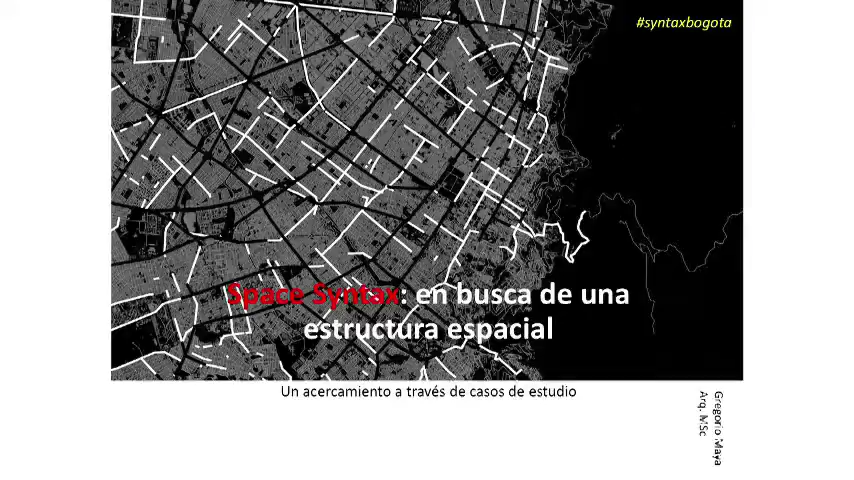 #syntaxbogota
Space Syntax: en busca de una
estructura espacial
Un acercamiento a través de casos de estudio
Gregorio Maya
Arq. MSc